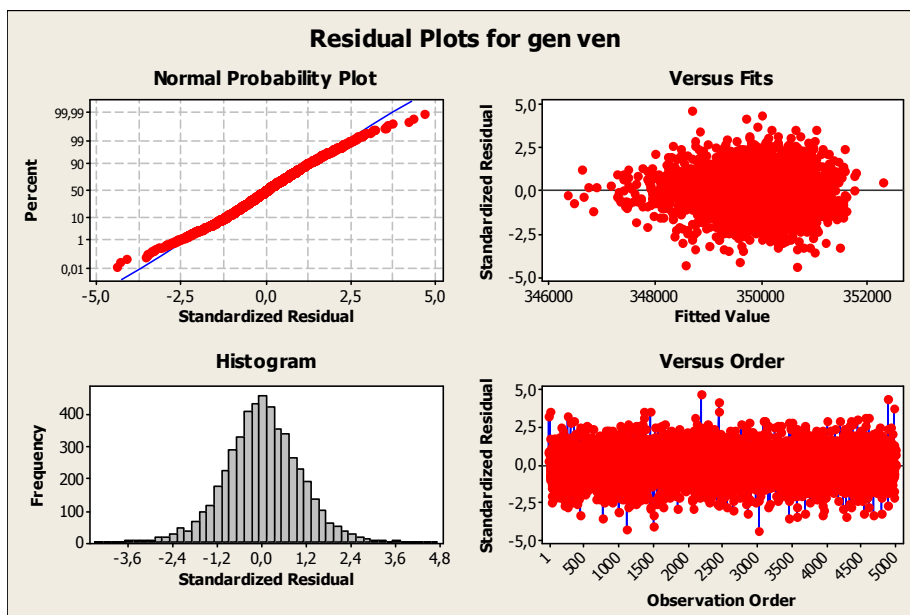 Residual Plots for gen ven
Normal Probability Plot
Percent
99,99
99
90
50
10
1
0,01
-5,0 -2,5 0,0 2,5 5,0
Standardized Residual
Versus Fits
Standardized Residual
5,0
2,5
0,0
-2,5
-5,0
346000 348000 350000 352000
Fitted Value
Histogram
Frequency
400
300
200
100
0
-3,6 -2,4 -1,2 0,0 1,2 2,4 3,6 4,8
Standardized Residual
Versus Order
Standardized Residual
5,0
2,5
0,0
-2,5
-5,0
1 500 1000 1500 2000 2500 3000 3500 4000 4500 5000
Observation Order